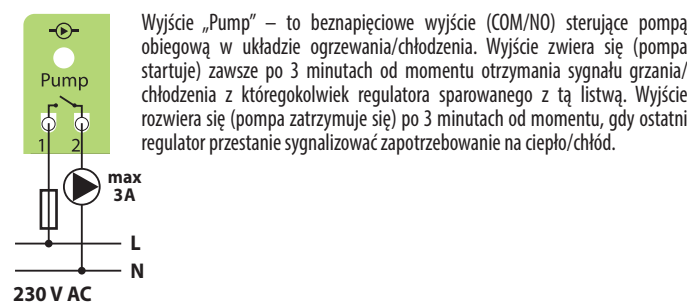 Pump
1 2
max
3A
L
N
230 V AC
Wyjście „Pump” – to beznapięciowe wyjście (COM/NO) sterujące pompą
obiegową w układzie ogrzewania/chłodzenia. Wyjście zwiera się (pompa
startuje) zawsze po 3 minutach od momentu otrzymania sygnału grzania/
chłodzenia z któregokolwiek regulatora sparowanego z tą listwą. Wyjście
rozwiera się (pompa zatrzymuje się) po 3 minutach od momentu, gdy ostatni
regulator przestanie sygnalizować zapotrzebowanie na ciepło/chłód.